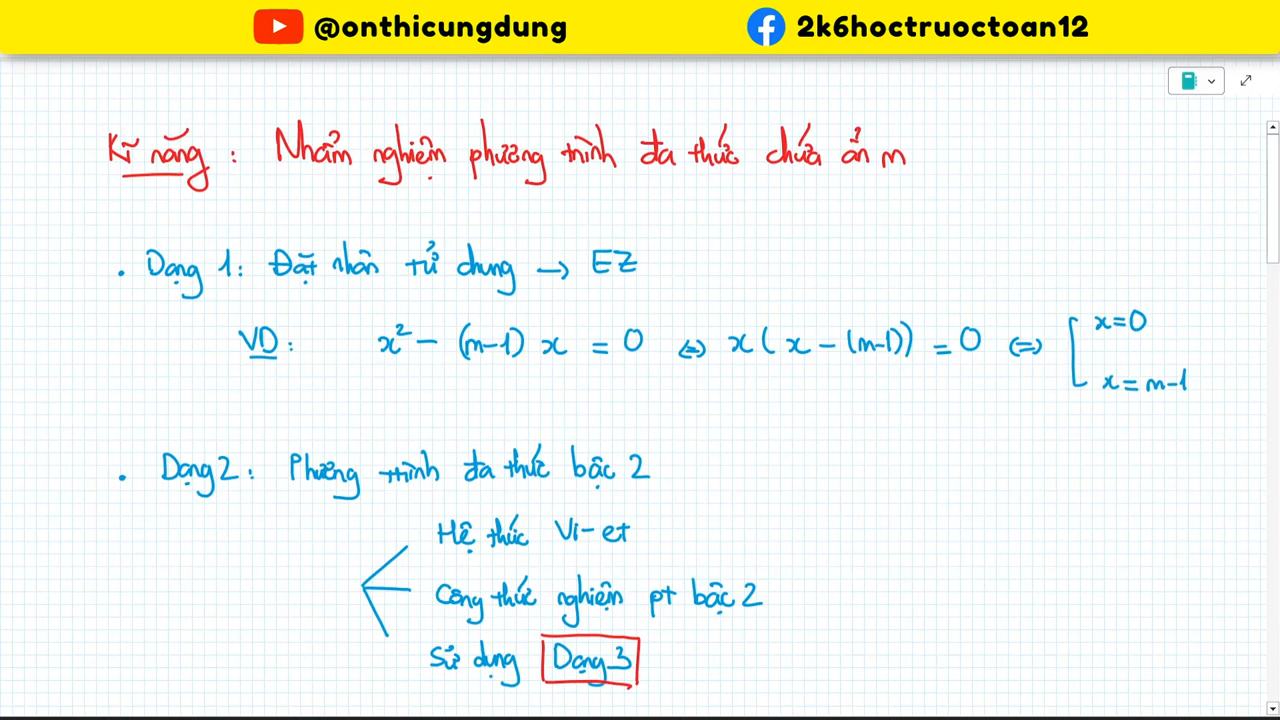 @onthicungdung
2k6hoctruoctoan12
Kĩ năng : Nhẩm nghiệm phương trình đa thức chứa ẩn m
. Dạng 1: Đặt nhân tử chung → EZ
VD : x² - (m-1) x = 0 ⇔ x ( x - (m-1)) = 0 ⇔ [ x=0
x = m-1
. Dạng 2 : Phương trình đa thức bậc 2
Hệ thức Vi-et
Công thức nghiệm pt bậc 2
Sử dụng Dạng 3